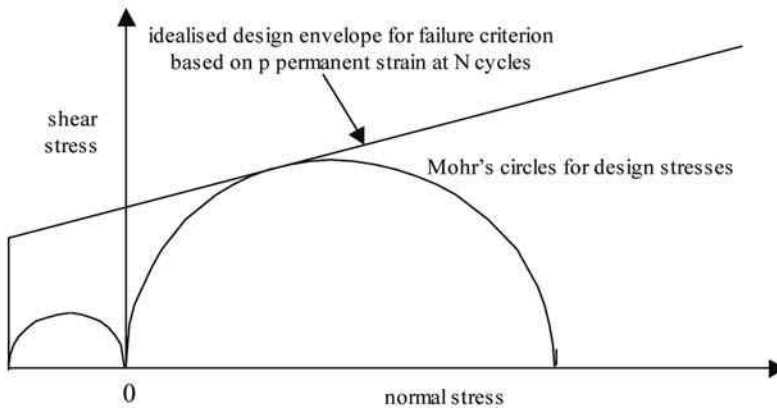 idealised design envelope for failure criterion
based on p permanent strain at N cycles
shear
stress
Mohr's circles for design stresses
0
normal stress